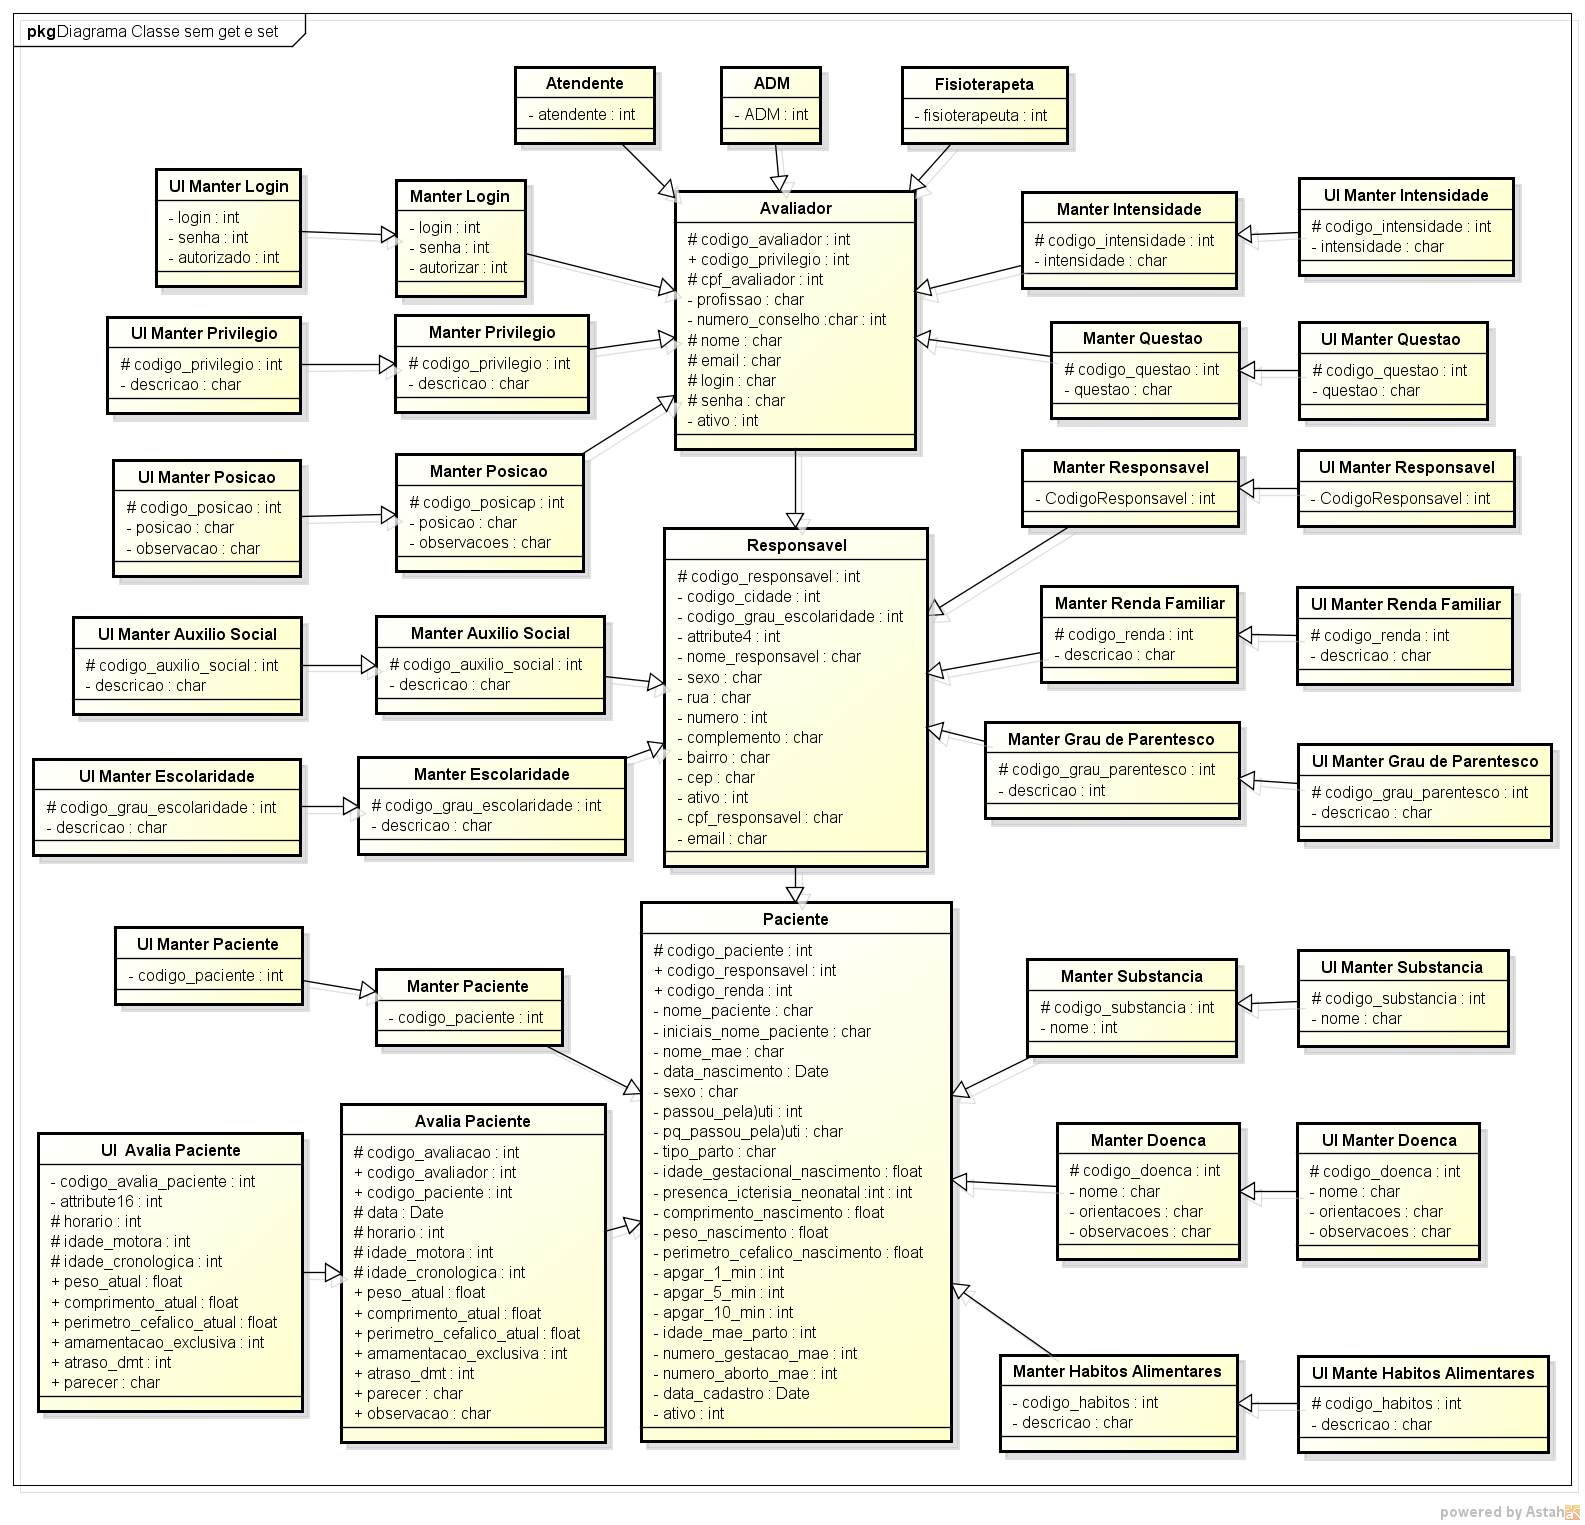 pkg Diagrama Classe sem get e set
Atendente
- atendente : int
ADM
- ADM : int
Fisioterapeta
- fisioterapeuta : int
UI Manter Login
- login : int
- senha : int
- autorizado : int
Manter Login
- login : int
- senha : int
- autorizar : int
Avaliador
# codigo_avaliador : int
+ codigo_privilegio : int
# cpf_avaliador : int
- profissao : char
- numero_conselho :char : int
# nome : char
# email : char
# login : char
# senha : char
- ativo : int
Manter Intensidade
# codigo_intensidade : int
- intensidade : char
UI Manter Intensidade
# codigo_intensidade : int
- intensidade : char
UI Manter Privilegio
# codigo_privilegio : int
- descricao : char
Manter Privilegio
# codigo_privilegio : int
- descricao : char
Manter Questao
# codigo_questao : int
- questao : char
UI Manter Questao
# codigo_questao : int
- questao : char
UI Manter Posicao
# codigo_posicao : int
- posicao : char
- observacao : char
Manter Posicao
# codigo_posicap : int
- posicao : char
- observacoes : char
Manter Responsavel
- CodigoResponsavel : int
UI Manter Responsavel
- CodigoResponsavel : int
Responsavel
# codigo_responsavel : int
- codigo_cidade : int
- codigo_grau_escolaridade : int
- attribute4 : int
- nome_responsavel : char
- sexo : char
- rua : char
- numero : int
- complemento : char
- bairro : char
- cep : char
- ativo : int
- cpf_responsavel : char
- email : char
Manter Renda Familiar
# codigo_renda : int
- descricao : char
UI Manter Renda Familiar
# codigo_renda : int
- descricao : char
UI Manter Auxilio Social
# codigo_auxilio_social : int
- descricao : char
Manter Auxilio Social
# codigo_auxilio_social : int
- descricao : char
Manter Grau de Parentesco
# codigo_grau_parentesco : int
- descricao : int
UI Manter Grau de Parentesco
# codigo_grau_parentesco : int
- descricao : char
UI Manter Escolaridade
# codigo_grau_escolaridade : int
- descricao : char
Manter Escolaridade
# codigo_grau_escolaridade : int
- descricao : char
Paciente
# codigo_paciente : int
+ codigo_responsavel : int
+ codigo_renda : int
- nome_paciente : char
- iniciais_nome_paciente : char
- nome_mae : char
- data_nascimento : Date
- sexo : char
- passou_pela)uti : int
- pq_passou_pela)uti : char
- tipo_parto : char
- idade_gestacional_nascimento : float
- presenca_icterisia_neonatal :int : int
- comprimento_nascimento : float
- peso_nascimento : float
- perimetro_cefalico_nascimento : float
- apgar_1_min : int
- apgar_5_min : int
- apgar_10_min : int
- idade_mae_parto : int
- numero_gestacao_mae : int
- numero_aborto_mae : int
- data_cadastro : Date
- ativo : int
UI Manter Paciente
- codigo_paciente : int
Manter Paciente
- codigo_paciente : int
Manter Substancia
# codigo_substancia : int
- nome : int
UI Manter Substancia
# codigo_substancia : int
- nome : char
UI  Avalia Paciente
- codigo_avalia_paciente : int
- attribute16 : int
# horario : int
# idade_motora : int
# idade_cronologica : int
+ peso_atual : float
+ comprimento_atual : float
+ perimetro_cefalico_atual : float
+ amamentacao_exclusiva : int
+ atraso_dmt : int
+ parecer : char
Avalia Paciente
# codigo_avaliacao : int
+ codigo_avaliador : int
+ codigo_paciente : int
# data : Date
# horario : int
# idade_motora : int
# idade_cronologica : int
+ peso_atual : float
+ comprimento_atual : float
+ perimetro_cefalico_atual : float
+ amamentacao_exclusiva : int
+ atraso_dmt : int
+ parecer : char
+ observacao : char
Manter Doenca
# codigo_doenca : int
- nome : char
- orientacoes : char
- observacoes : char
UI Manter Doenca
# codigo_doenca : int
- nome : char
- orientacoes : char
- observacoes : char
Manter Habitos Alimentares
- codigo_habitos : int
- descricao : char
UI Mante Habitos Alimentares
# codigo_habitos : int
- descricao : char
powered by Astah